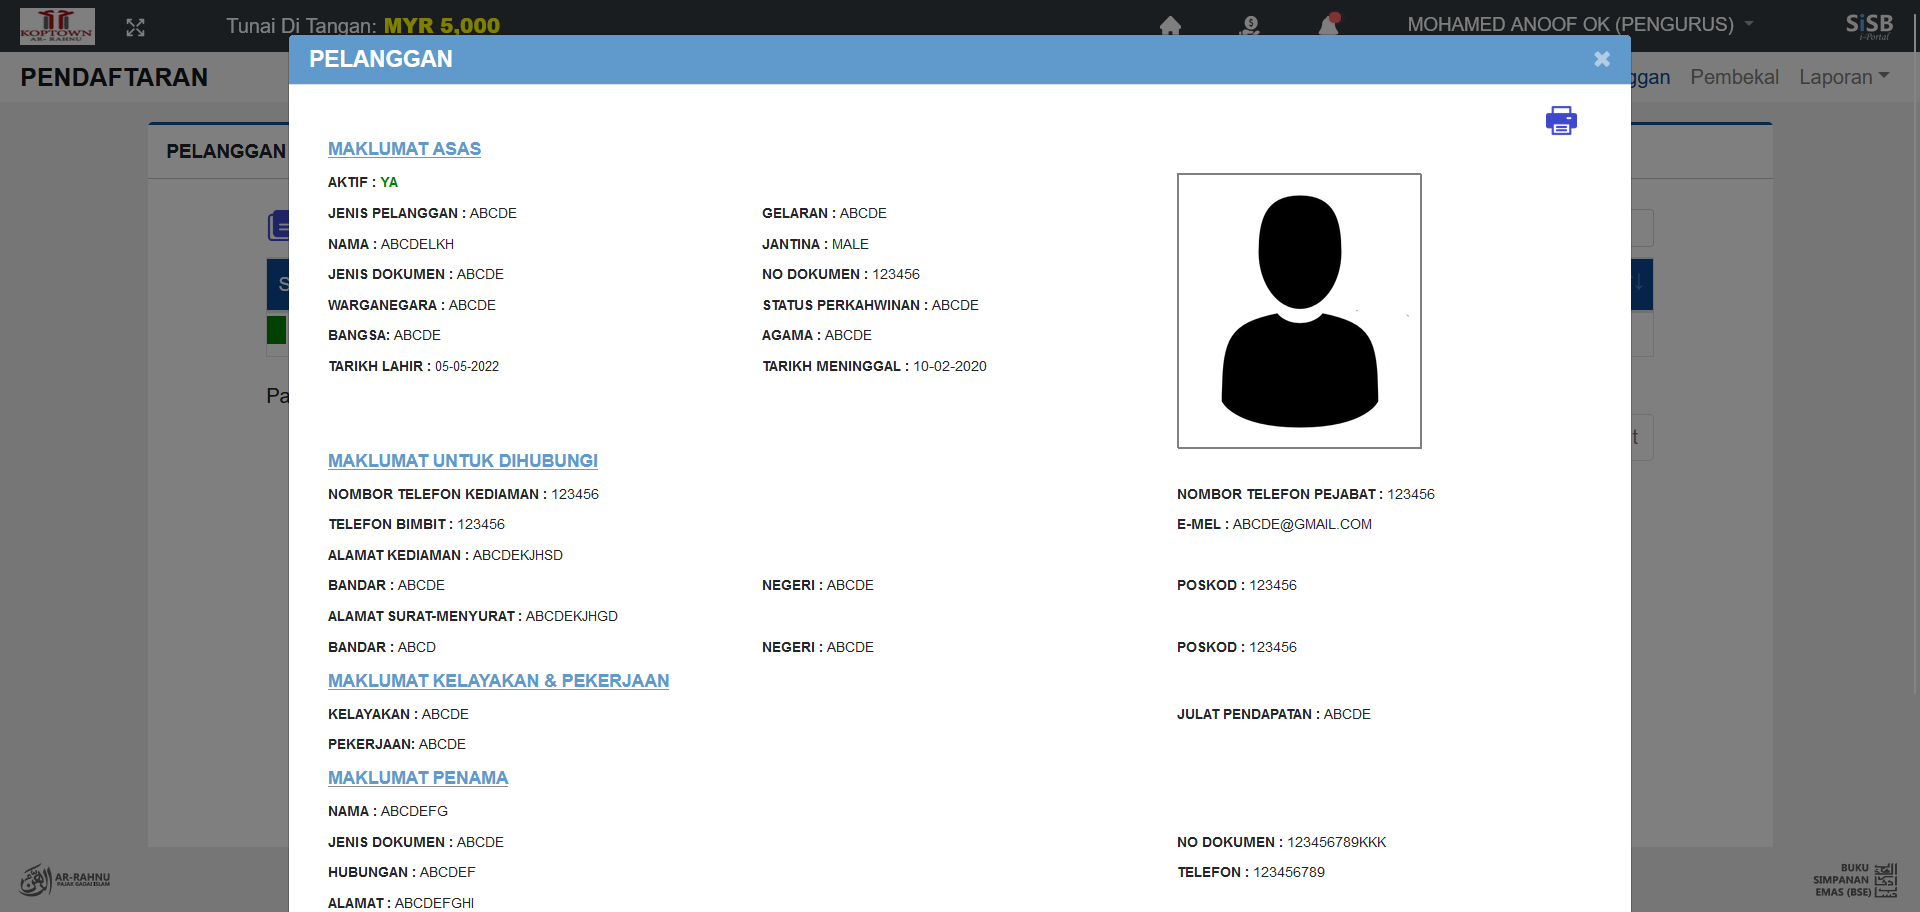 KOPTOWN
AR- RAHNU
Tunai Di Tangan: MYR 5,000
MOHAMED ANOOF OK (PENGURUS)
SiSB
i-Portal
PENDAFTARAN
ggan Pembekal Laporan
PELANGGAN
PELANGGAN
MAKLUMAT ASAS
AKTIF : YA
JENIS PELANGGAN : ABCDE
GELARAN : ABCDE
NAMA : ABCDELKH
JANTINA : MALE
JENIS DOKUMEN : ABCDE
NO DOKUMEN : 123456
WARGANEGARA : ABCDE
STATUS PERKAHWINAN : ABCDE
BANGSA: ABCDE
AGAMA : ABCDE
TARIKH LAHIR : 05-05-2022
TARIKH MENINGGAL : 10-02-2020
S
Pa
t
MAKLUMAT UNTUK DIHUBUNGI
NOMBOR TELEFON KEDIAMAN : 123456
NOMBOR TELEFON PEJABAT : 123456
TELEFON BIMBIT : 123456
E-MEL : ABCDE@GMAIL.COM
ALAMAT KEDIAMAN : ABCDEKJHSD
BANDAR : ABCDE
NEGERI : ABCDE
POSKOD : 123456
ALAMAT SURAT-MENYURAT : ABCDEKJHGD
BANDAR : ABCD
NEGERI : ABCDE
POSKOD : 123456
MAKLUMAT KELAYAKAN & PEKERJAAN
KELAYAKAN : ABCDE
JULAT PENDAPATAN : ABCDE
PEKERJAAN: ABCDE
MAKLUMAT PENAMA
NAMA : ABCDEFG
JENIS DOKUMEN : ABCDE
NO DOKUMEN : 123456789KKK
HUBUNGAN : ABCDEF
TELEFON : 123456789
ALAMAT : ABCDEFGHI
AR-RAHNU
PAJAK GADAI ISLAM
BUKU
SIMPANAN
EMAS (BSE)